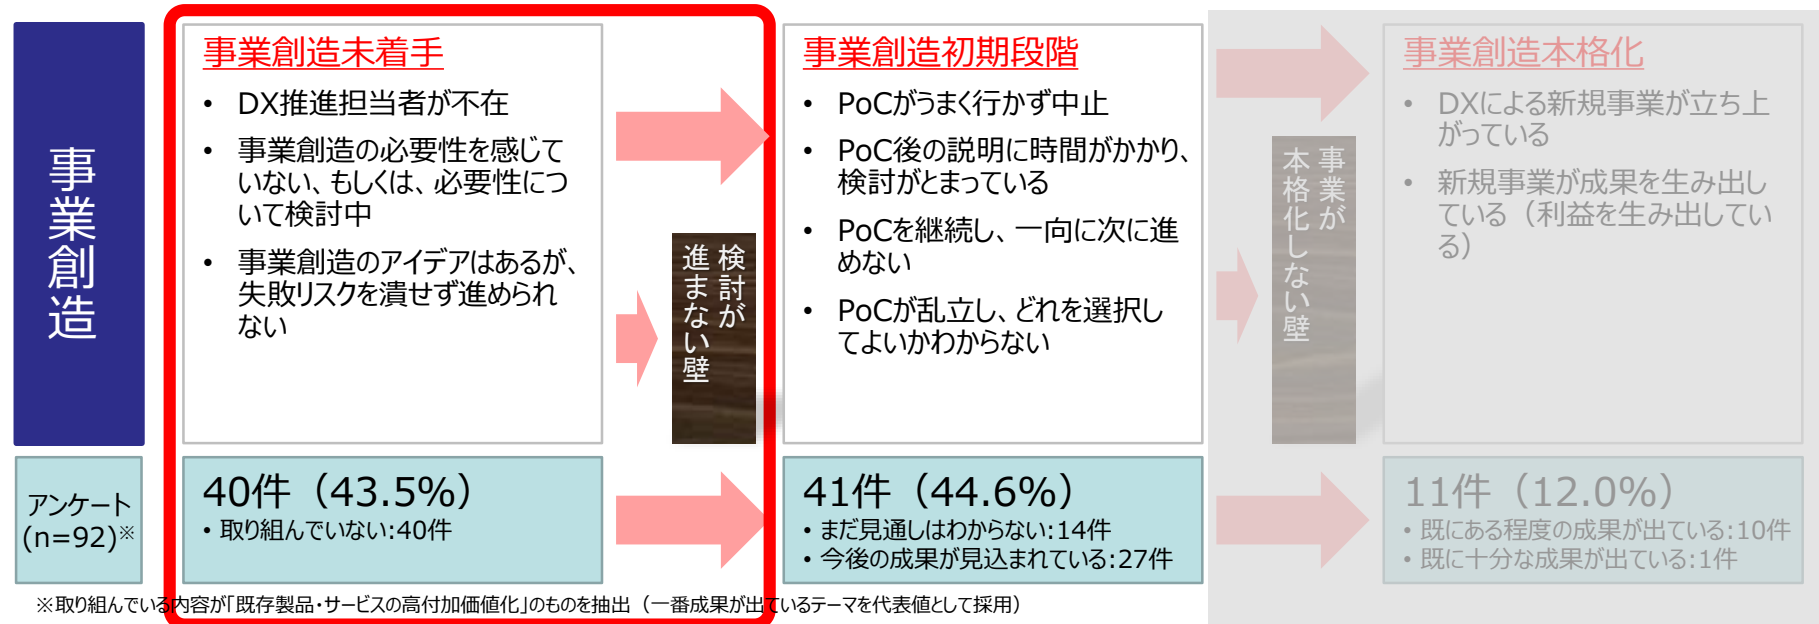 事業創造
事業創造未着手
• DX推進担当者が不在
• 事業創造の必要性を感じて
いない、もしくは、必要性につ
いて検討中
• 事業創造のアイデアはあるが、
失敗リスクを潰せず進められ
ない
検討が
進まない壁
事業創造初期段階
• PoCがうまく行かず中止
• PoC後の説明に時間がかかり、
検討がとまっている
• PoCを継続し、一向に次に進
めない
• PoCが乱立し、どれを選択し
てよいかわからない
事業が
本格化しない壁
事業創造本格化
• DXによる新規事業が立ち上
がっている
• 新規事業が成果を生み出し
ている（利益を生み出してい
る）
アンケート
(n=92)※
40件（43.5%）
• 取り組んでいない:40件
41件（44.6%）
• まだ見通しはわからない:14件
• 今後の成果が見込まれている:27件
11件（12.0%）
• 既にある程度の成果が出ている:10件
• 既に十分な成果が出ている:1件
※取り組んでいる内容が「既存製品・サービスの高付加価値化」のものを抽出（一番成果が出ているテーマを代表値として採用）